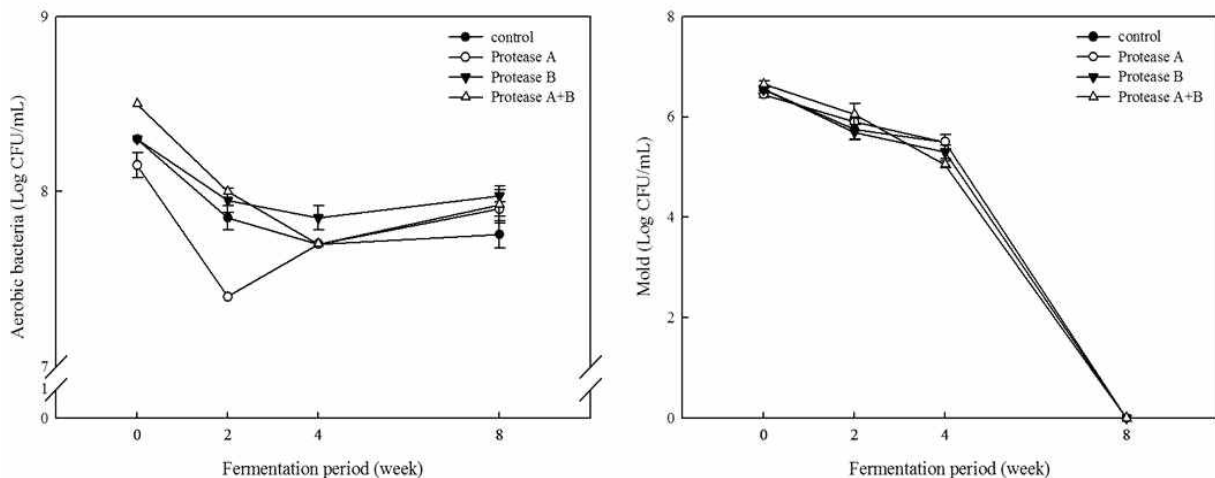 9
8
7
1
0
Aerobic bacteria (Log CFU/mL)
control
Protease A
Protease B
Protease A+B
0 2 4 8
Fermentation period (week)
8
6
4
2
0
Mold (Log CFU/mL)
control
Protease A
Protease B
Protease A+B
0 2 4 8
Fermentation period (week)